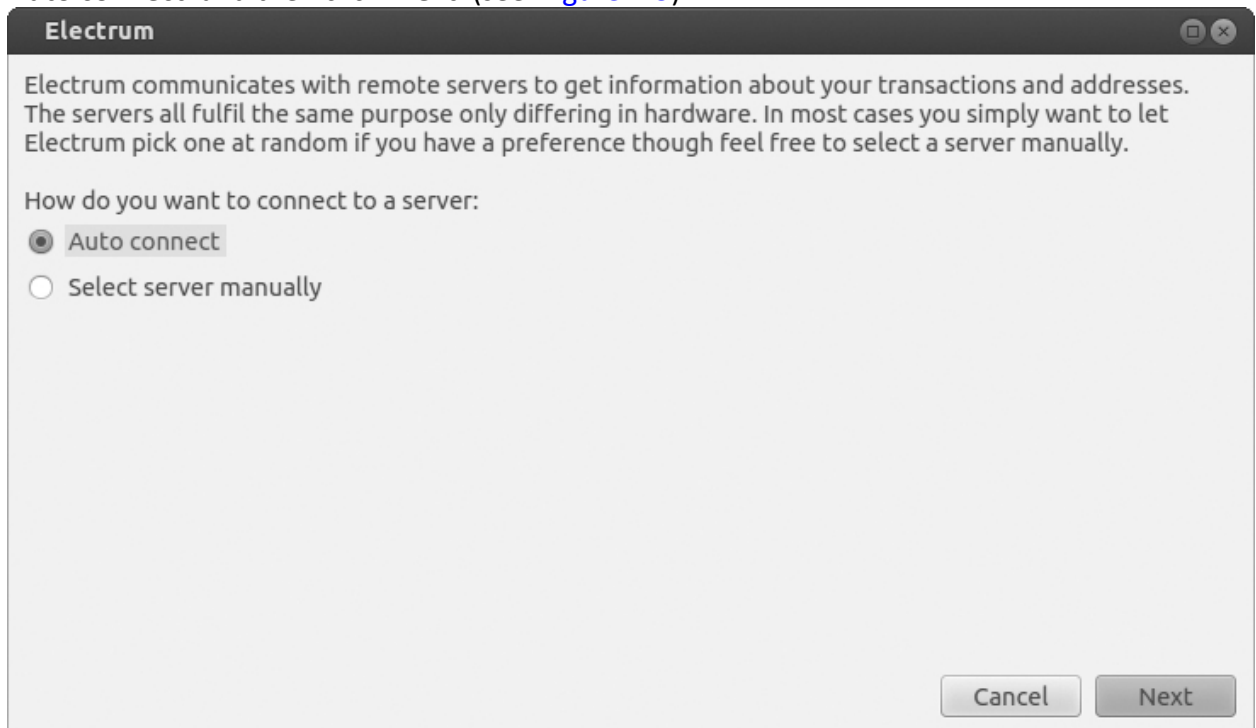 Electrum
Electrum communicates with remote servers to get information about your transactions and addresses.
The servers all fulfil the same purpose only differing in hardware. In most cases you simply want to let
Electrum pick one at random if you have a preference though feel free to select a server manually.
How do you want to connect to a server:
Auto connect
Select server manually
Cancel Next